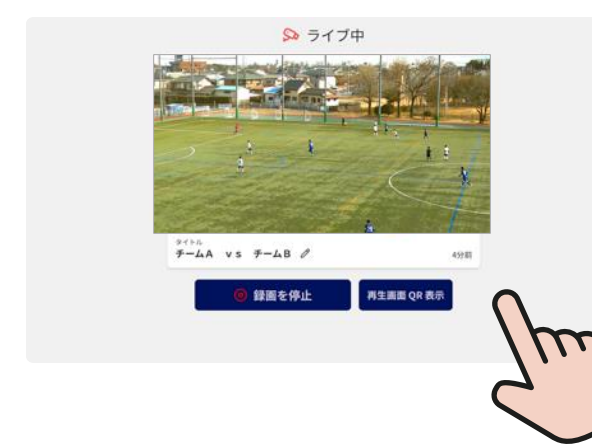 ライブ中
タイトル
チームA vs チームB
4分前
録画を停止
再生画面 QR 表示